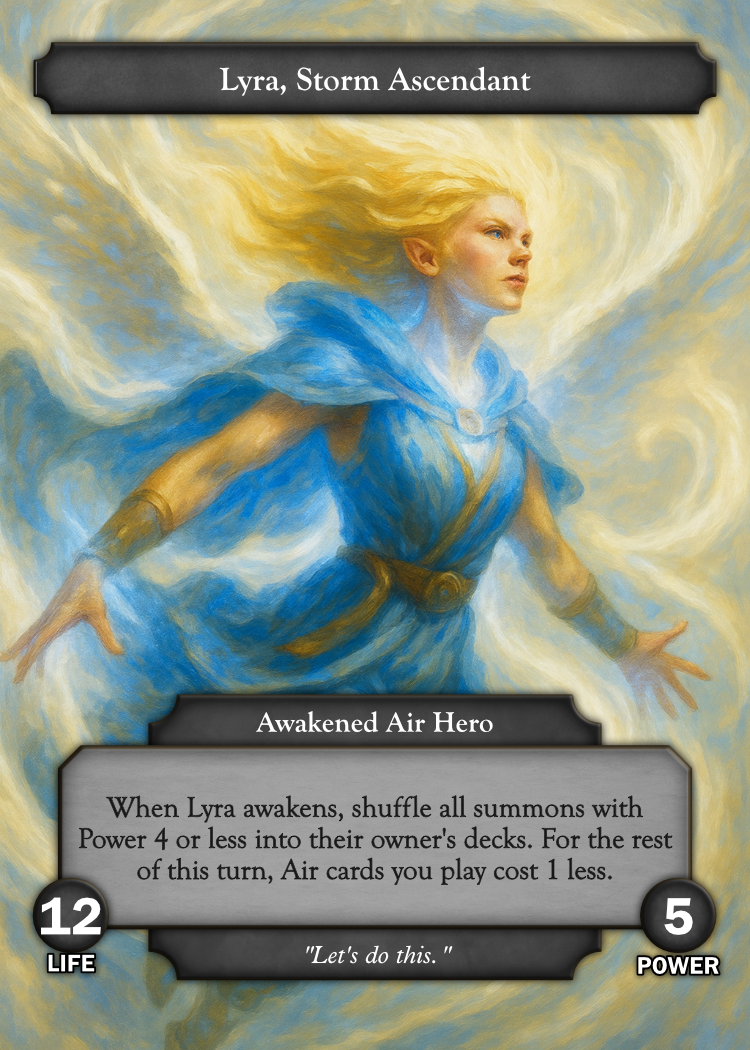 Lyra, Storm Ascendant
Awakened Air Hero
When Lyra awakens, shuffle all summons with
Power 4 or less into their owner's decks. For the rest
of this turn, Air cards you play cost 1 less.
12
LIFE
5
POWER
"Let's do this. "